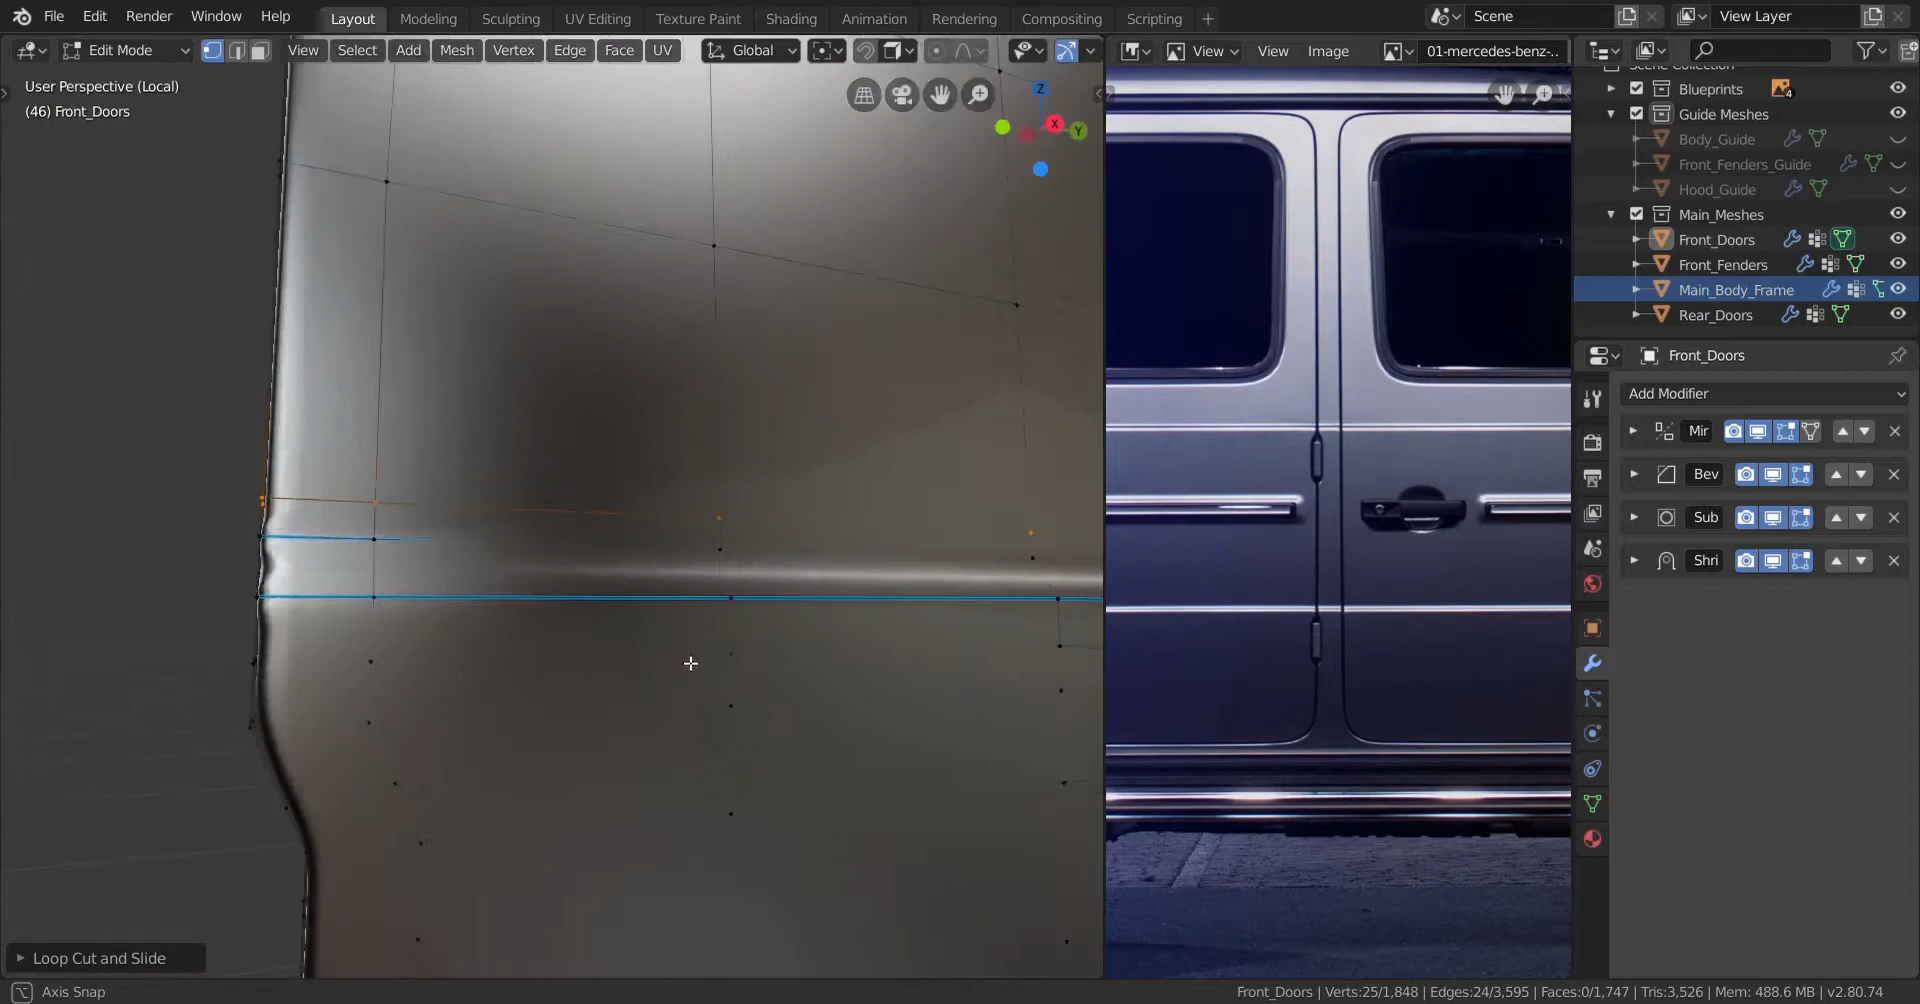 File Edit Render Window Help Layout Modeling Sculpting UV Editing Texture Paint Shading Animation Rendering Compositing Scripting Scene View Layer
Edit Mode View Select Add Mesh Vertex Edge Face UV Global View View Image 01-mercedes-benz-..
User Perspective (Local)
(46) Front_Doors
Z
X
Y
Scene Collection
Blueprints 4
Guide Meshes
Body_Guide
Front_Fenders_Guide
Hood_Guide
Main_Meshes
Front_Doors
Front_Fenders
Main_Body_Frame
Rear_Doors
Front_Doors
Add Modifier
Mir
Bev
Sub
Shri
Loop Cut and Slide
Axis Snap
Front_Doors | Verts:25/1,848 | Edges:24/3,595 | Faces:0/1,747 | Tris:3,526 | Mem: 488.6 MB | v2.80.74